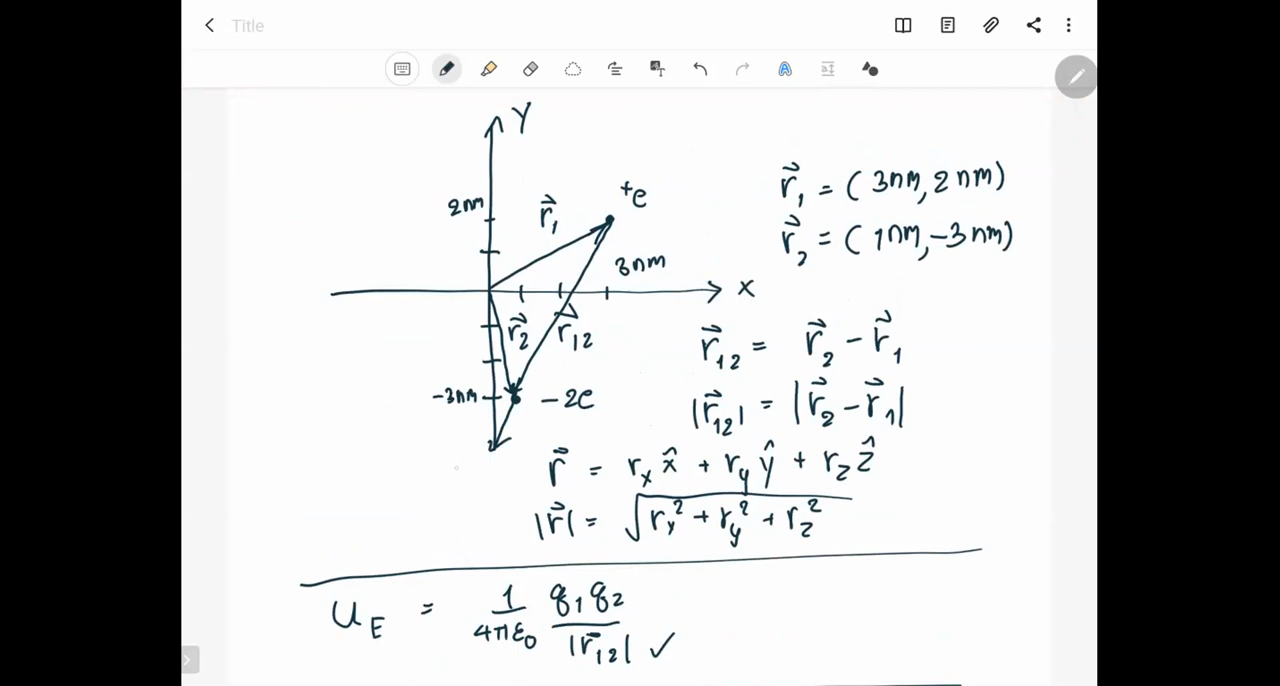 Title
Y
+e
2nm
r⃗₁
r⃗₁ = (3nm, 2nm)
r⃗₂ = (1nm, -3nm)
3nm
X
r⃗₂
r⃗₁₂
r⃗₁₂ = r⃗₂ - r⃗₁
-3nm
-2e
|r⃗₁₂| = |r⃗₂ - r⃗₁|
r⃗ = rₓ x̂ + r_y ŷ + r_z ẑ
|r⃗| = √(rₓ² + r_y² + r_z²)
U_E = 1/(4πε₀) q₁q₂/|r⃗₁₂| ✓